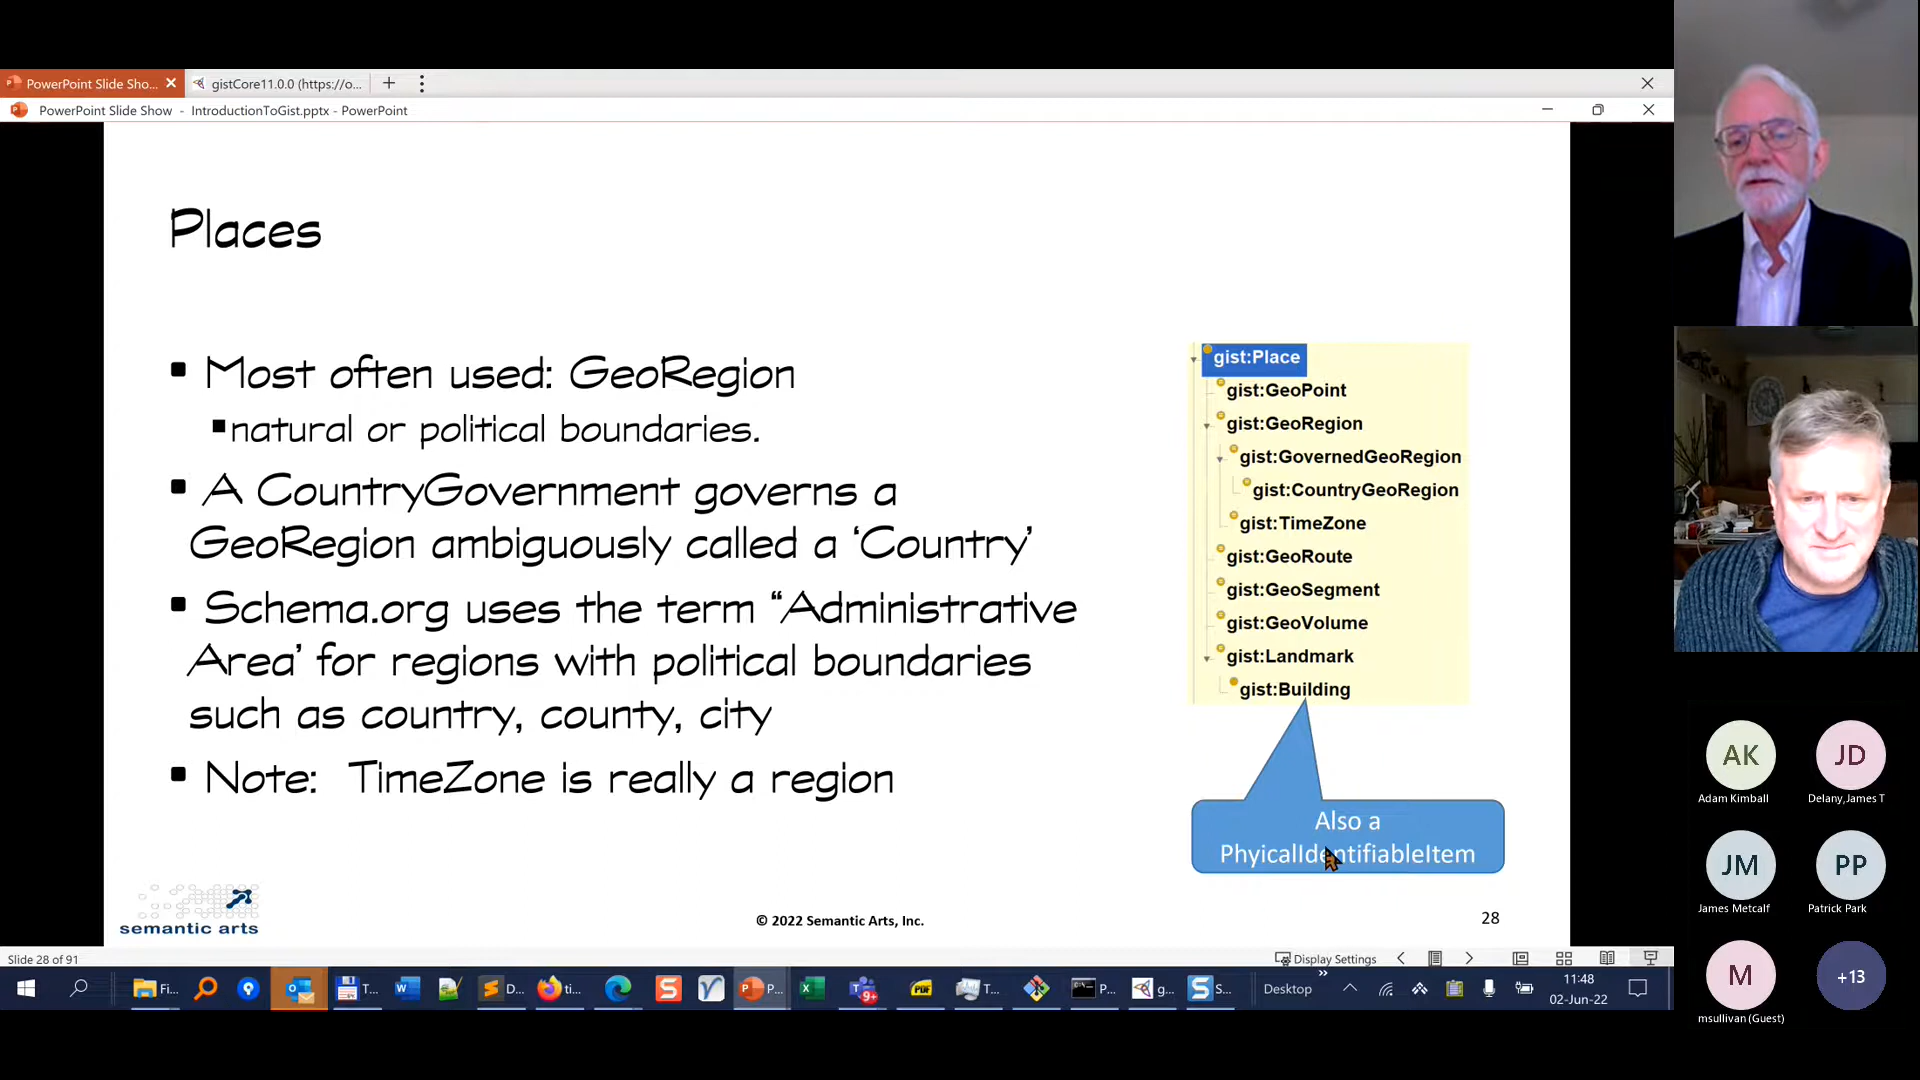 PowerPoint Slide Sho...
gistCore11.0.0 (https://o...
PowerPoint Slide Show - IntroductionToGist.pptx - PowerPoint
Places
Most often used: GeoRegion
natural or political boundaries.
A CountryGovernment governs a
GeoRegion ambiguously called a ‘Country’
Schema.org uses the term “Administrative
Area’ for regions with political boundaries
such as country, county, city
Note: TimeZone is really a region
gist:Place
gist:GeoPoint
gist:GeoRegion
gist:GovernedGeoRegion
gist:CountryGeoRegion
gist:TimeZone
gist:GeoRoute
gist:GeoSegment
gist:GeoVolume
gist:Landmark
gist:Building
Also a
PhyicalIdentifiableItem
semantic arts
© 2022 Semantic Arts, Inc.
28
Slide 28 of 91
Display Settings
Fi...
T...
D...
ti...
P...
9+
PDF
T...
P...
g...
S...
Desktop
11:48
02-Jun-22
AK
Adam Kimball
JD
Delany,James T
JM
James Metcalf
PP
Patrick Park
M
msullivan (Guest)
+13